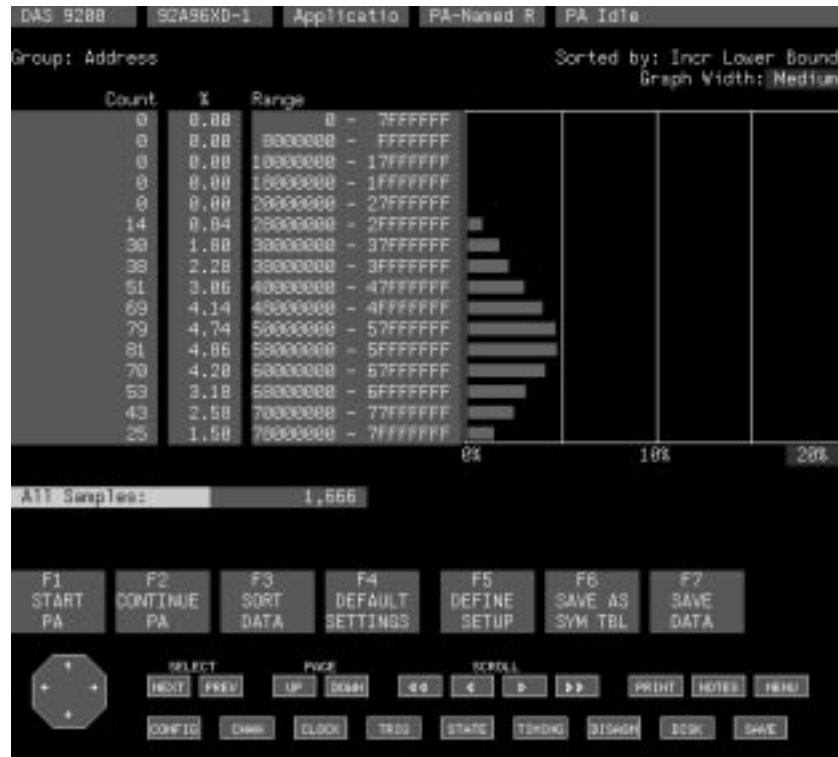 DAS 9200 92A96XD-1 Applicatio PA-Named R PA Idle
Group: Address Sorted by: Incr Lower Bound
Graph Width: Medium
Count % Range
0 0.00 0 - 7FFFFFF
0 0.00 8000000 - FFFFFFF
0 0.00 10000000 - 17FFFFFF
0 0.00 18000000 - 1FFFFFFF
0 0.00 20000000 - 27FFFFFF
14 0.84 28000000 - 2FFFFFFF
30 1.80 30000000 - 37FFFFFF
38 2.28 38000000 - 3FFFFFFF
51 3.06 40000000 - 47FFFFFF
69 4.14 48000000 - 4FFFFFFF
79 4.74 50000000 - 57FFFFFF
81 4.86 58000000 - 5FFFFFFF
70 4.20 60000000 - 67FFFFFF
53 3.18 68000000 - 6FFFFFFF
43 2.58 70000000 - 77FFFFFF
25 1.50 78000000 - 7FFFFFFF
0% 10% 20%
All Samples: 1,666
F1 F2 F3 F4 F5 F6 F7
START CONTINUE SORT DEFAULT DEFINE SAVE AS SAVE
PA PA DATA SETTINGS SETUP SYM TBL DATA
SELECT PAGE SCROLL
NEXT PREV UP DOWN PRINT NOTES MENU
CONFIG CHAN CLOCK TRIG STATE TIMING DISASM DISK SAVE